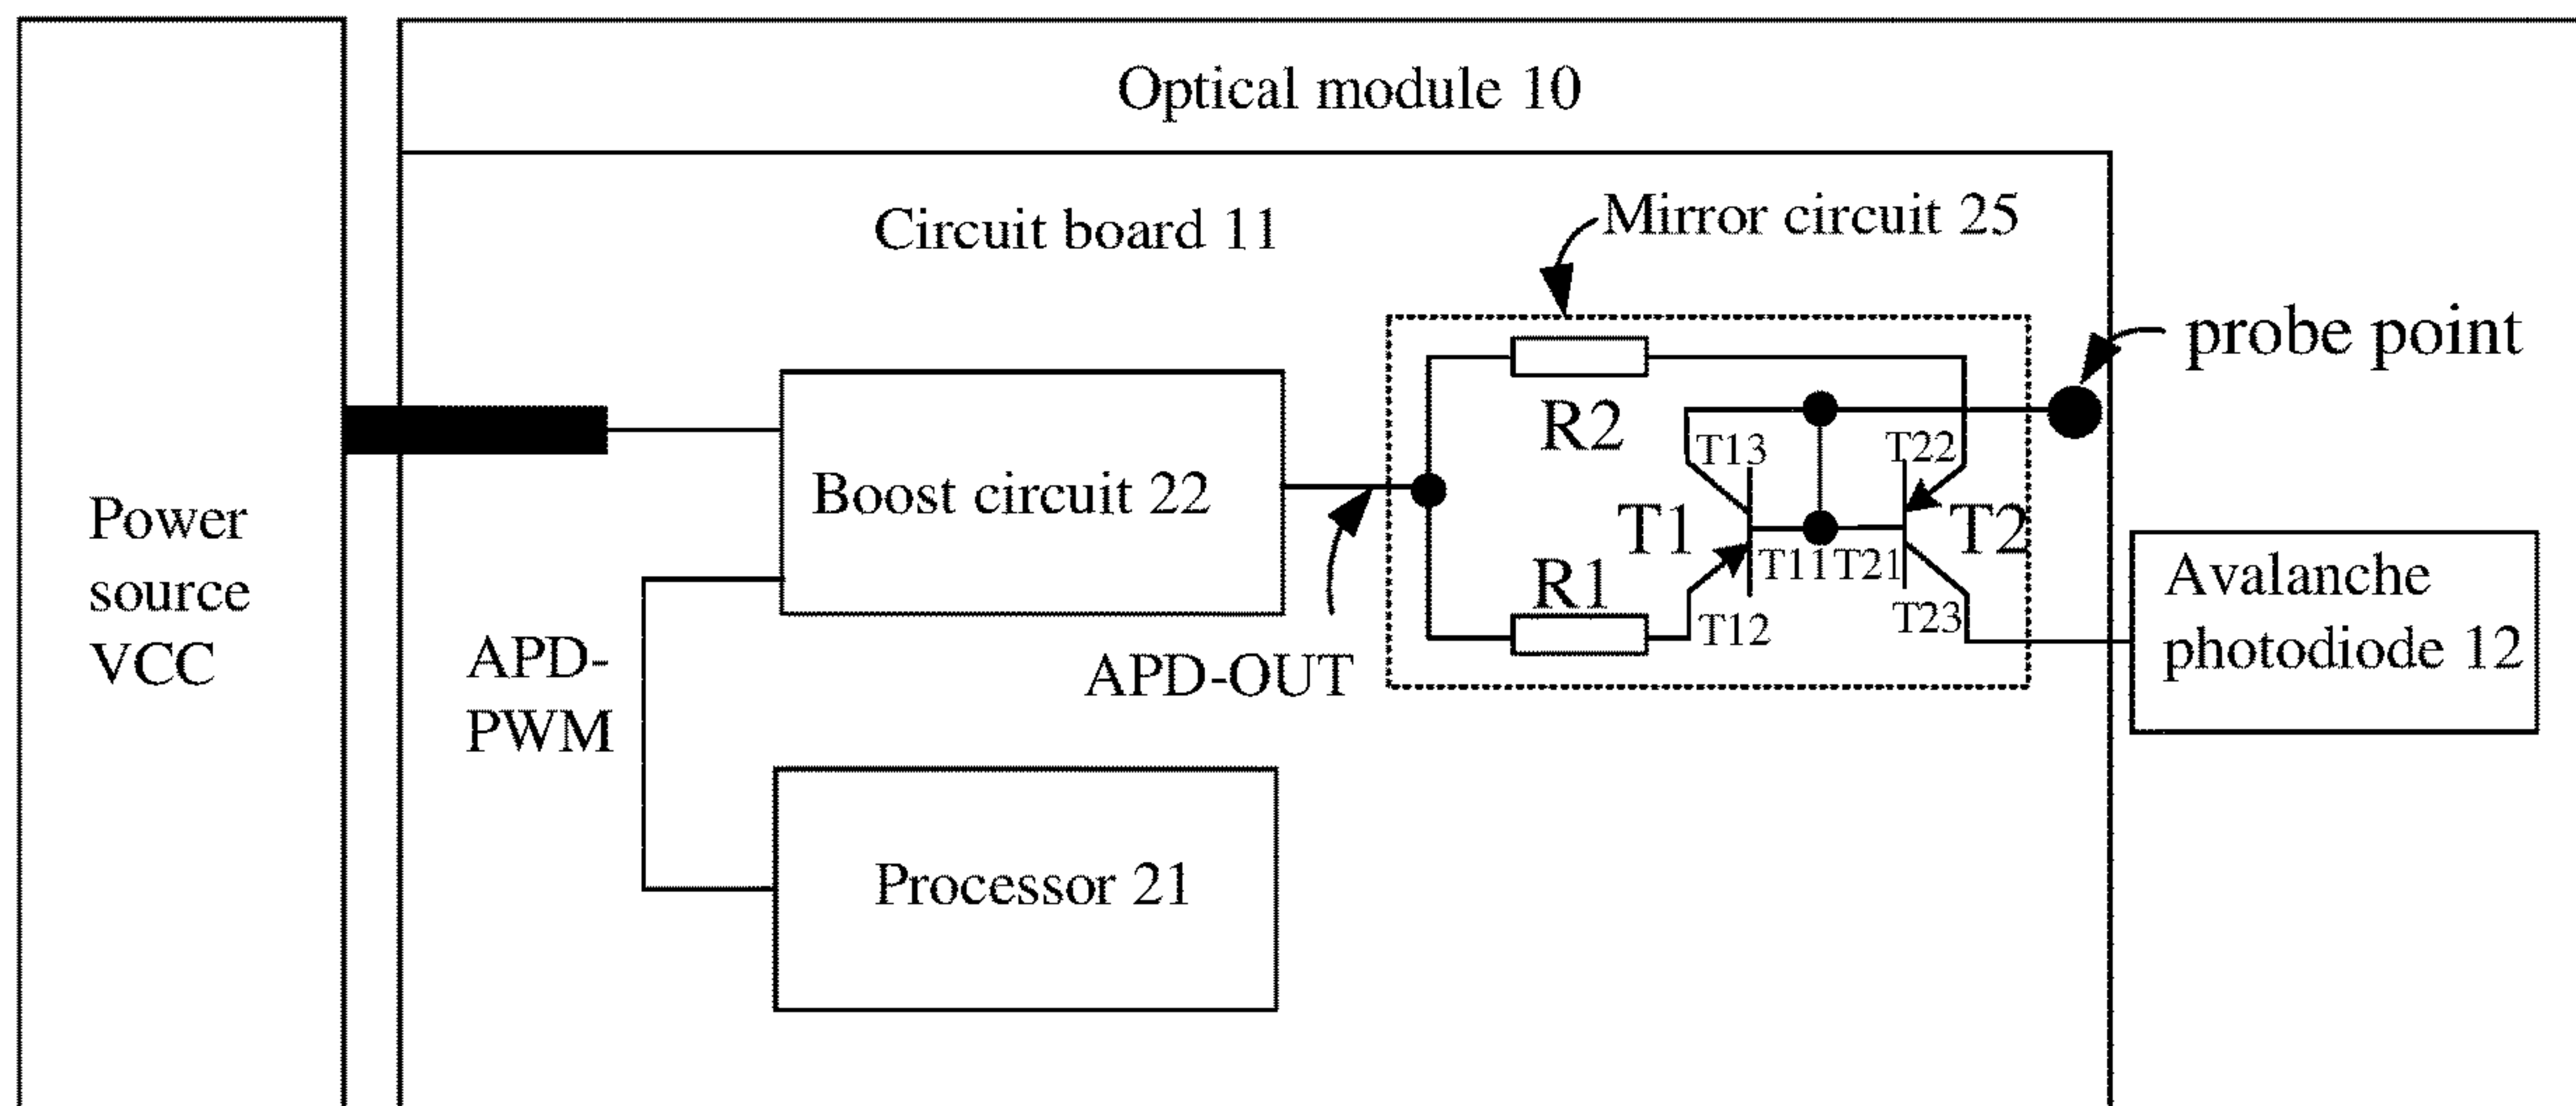 Optical module 10
Circuit board 11
Mirror circuit 25
probe point
Power
source
VCC
Boost circuit 22
APD-
PWM
APD-OUT
Processor 21
R2
R1
T13
T22
T1
T2
T11
T21
T12
T23
Avalanche
photodiode 12